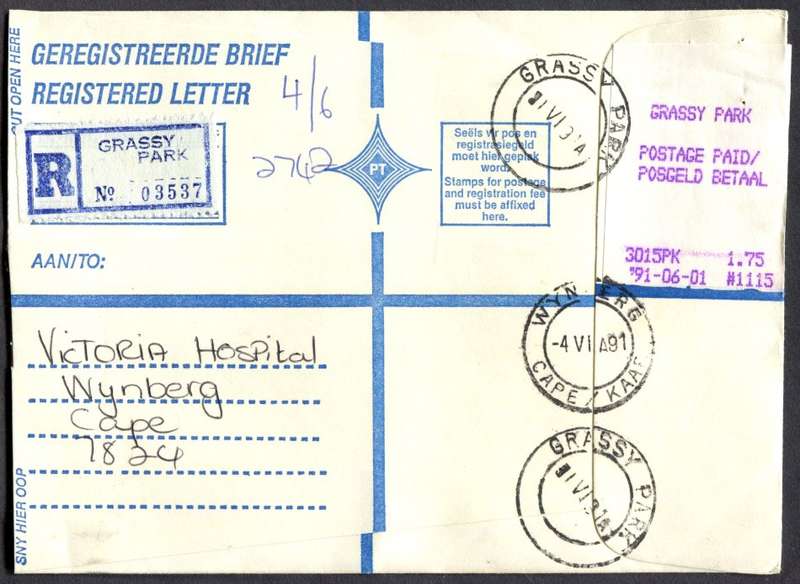 CUT OPEN HERE
GEREGISTREERDE BRIEF
REGISTERED LETTER
4/6
2742
R
GRASSY
PARK
No 03537
PT
Seëls vir pos en
registrasiegeld
moet hier geplak
word.
Stamps for postage
and registration fee
must be affixed
here.
GRASSY PARK
GRASSY PARK
POSTAGE PAID/
POSGELD BETAAL
3015PK 1.75
'91-06-01 #1115
AAN/TO:
WYNBERG
-4 VI A91
CAPE / KAAP
VicTORIA HOSPital
Wynberg
Cape
7824
GRASSY PARK
SNY HIER OOP